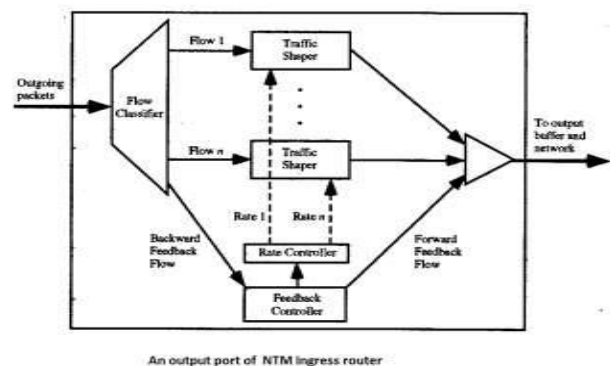 Flow 1
Traffic
Shaper
Outgoing
packets
Flow
Classifier
Flow n
Traffic
Shaper
To output
buffer and
network
Rate 1
Rate n
Backward
Feedback
Flow
Rate Controller
Forward
Feedback
Flow
Feedback
Controller
An output port of NTM Ingress router